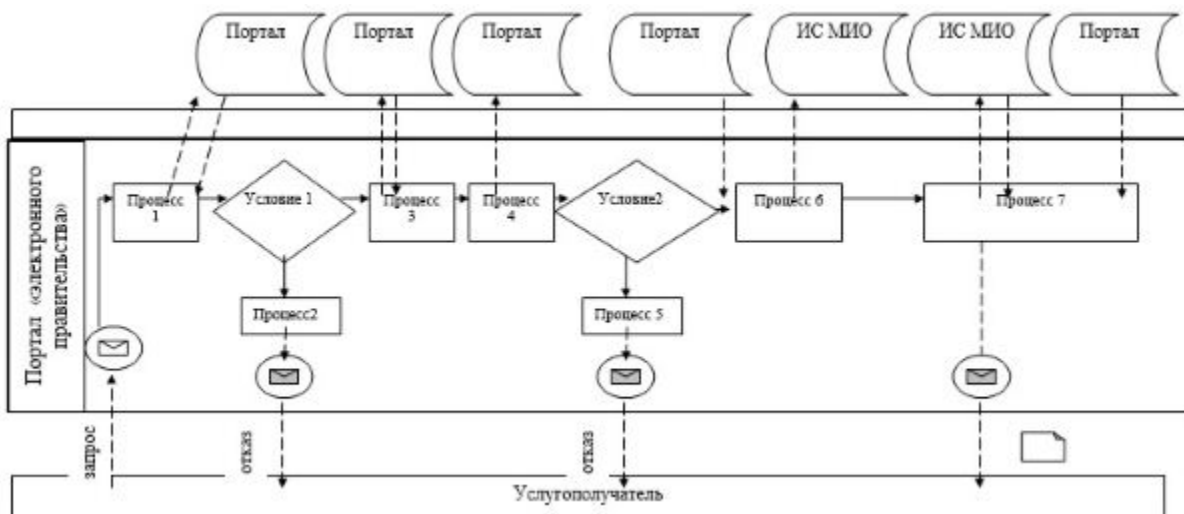 Портал
Портал
Портал
Портал
ИС МИО
ИС МИО
Портал
Портал «электронного
правительства»
Процесс
1
Условие 1
Процесс
3
Процесс
4
Условие2
Процесс 6
Процесс 7
Процесс2
Процесс 5
запрос
отказ
отказ
Услугополучатель